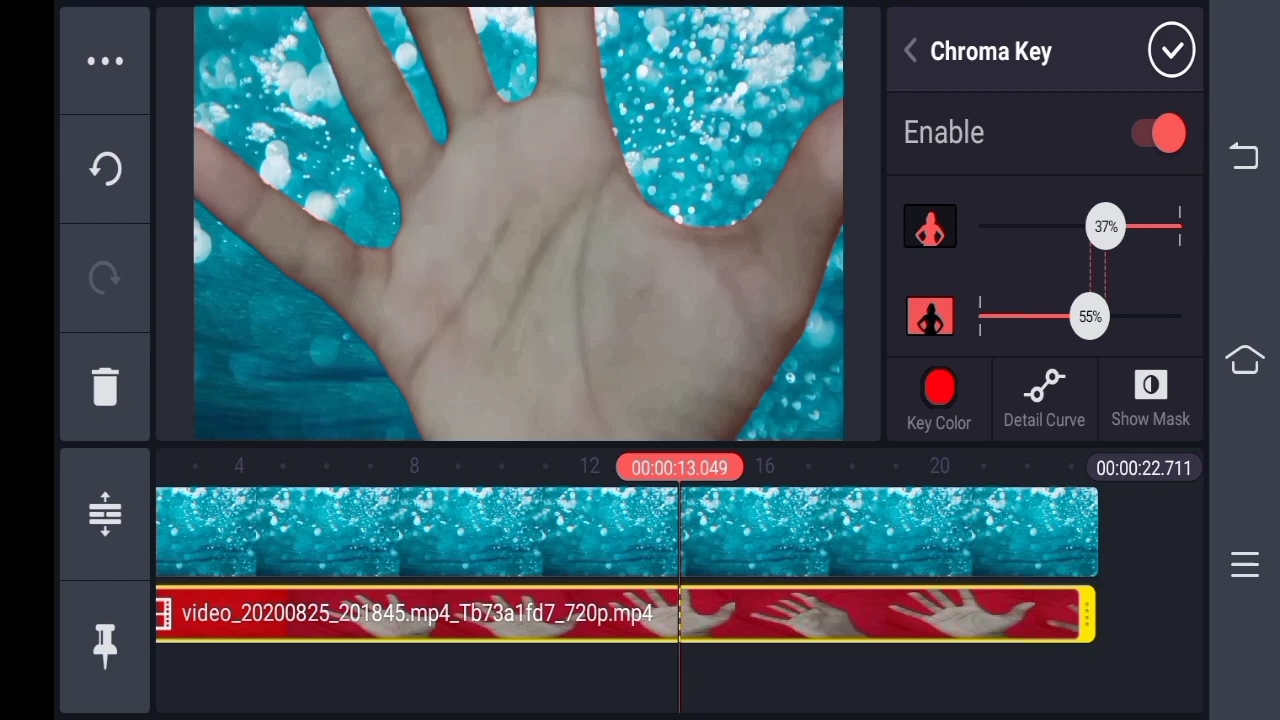 Chroma Key
Enable
37%
55%
Key Color
Detail Curve
Show Mask
4
8
12
00:00:13.049
16
20
00:00:22.711
video_20200825_201845.mp4_Tb73a1fd7_720p.mp4